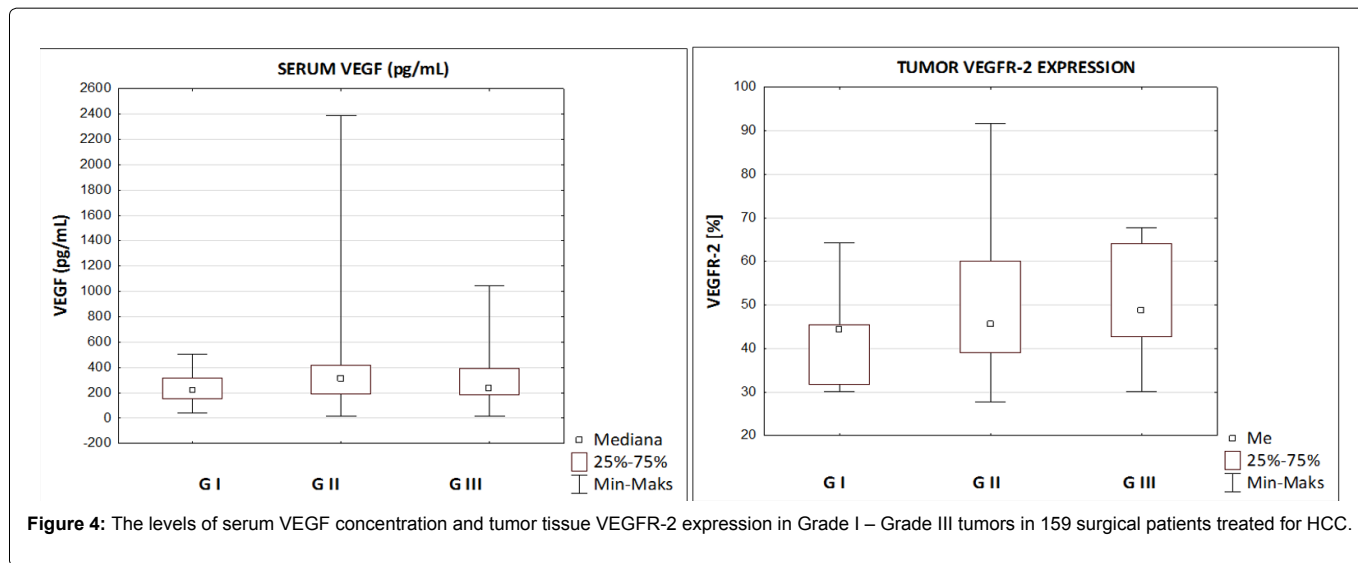 SERUM VEGF (pg/mL)
VEGF (pg/mL)
2600
2400
2200
2000
1800
1600
1400
1200
1000
800
600
400
200
0
-200
G I
G II
G III
Mediana
25%-75%
Min-Maks
TUMOR VEGFR-2 EXPRESSION
VEGFR-2 [%]
100
90
80
70
60
50
40
30
20
G I
G II
G III
Me
25%-75%
Min-Maks
Figure 4: The levels of serum VEGF concentration and tumor tissue VEGFR-2 expression in Grade I – Grade III tumors in 159 surgical patients treated for HCC.